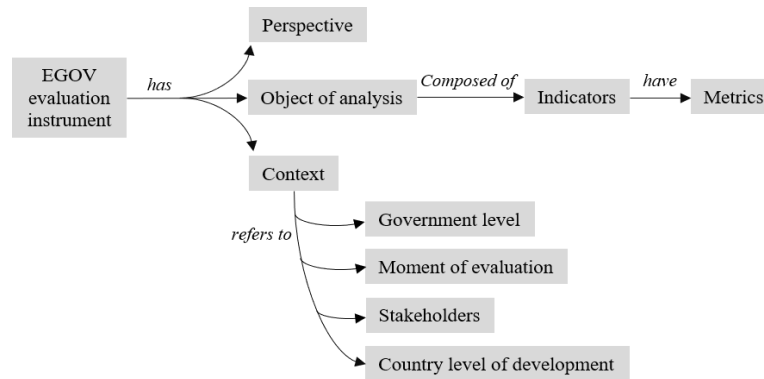 Perspective
EGOV
evaluation
instrument
has
Object of analysis
Composed of
Indicators
have
Metrics
Context
refers to
Government level
Moment of evaluation
Stakeholders
Country level of development